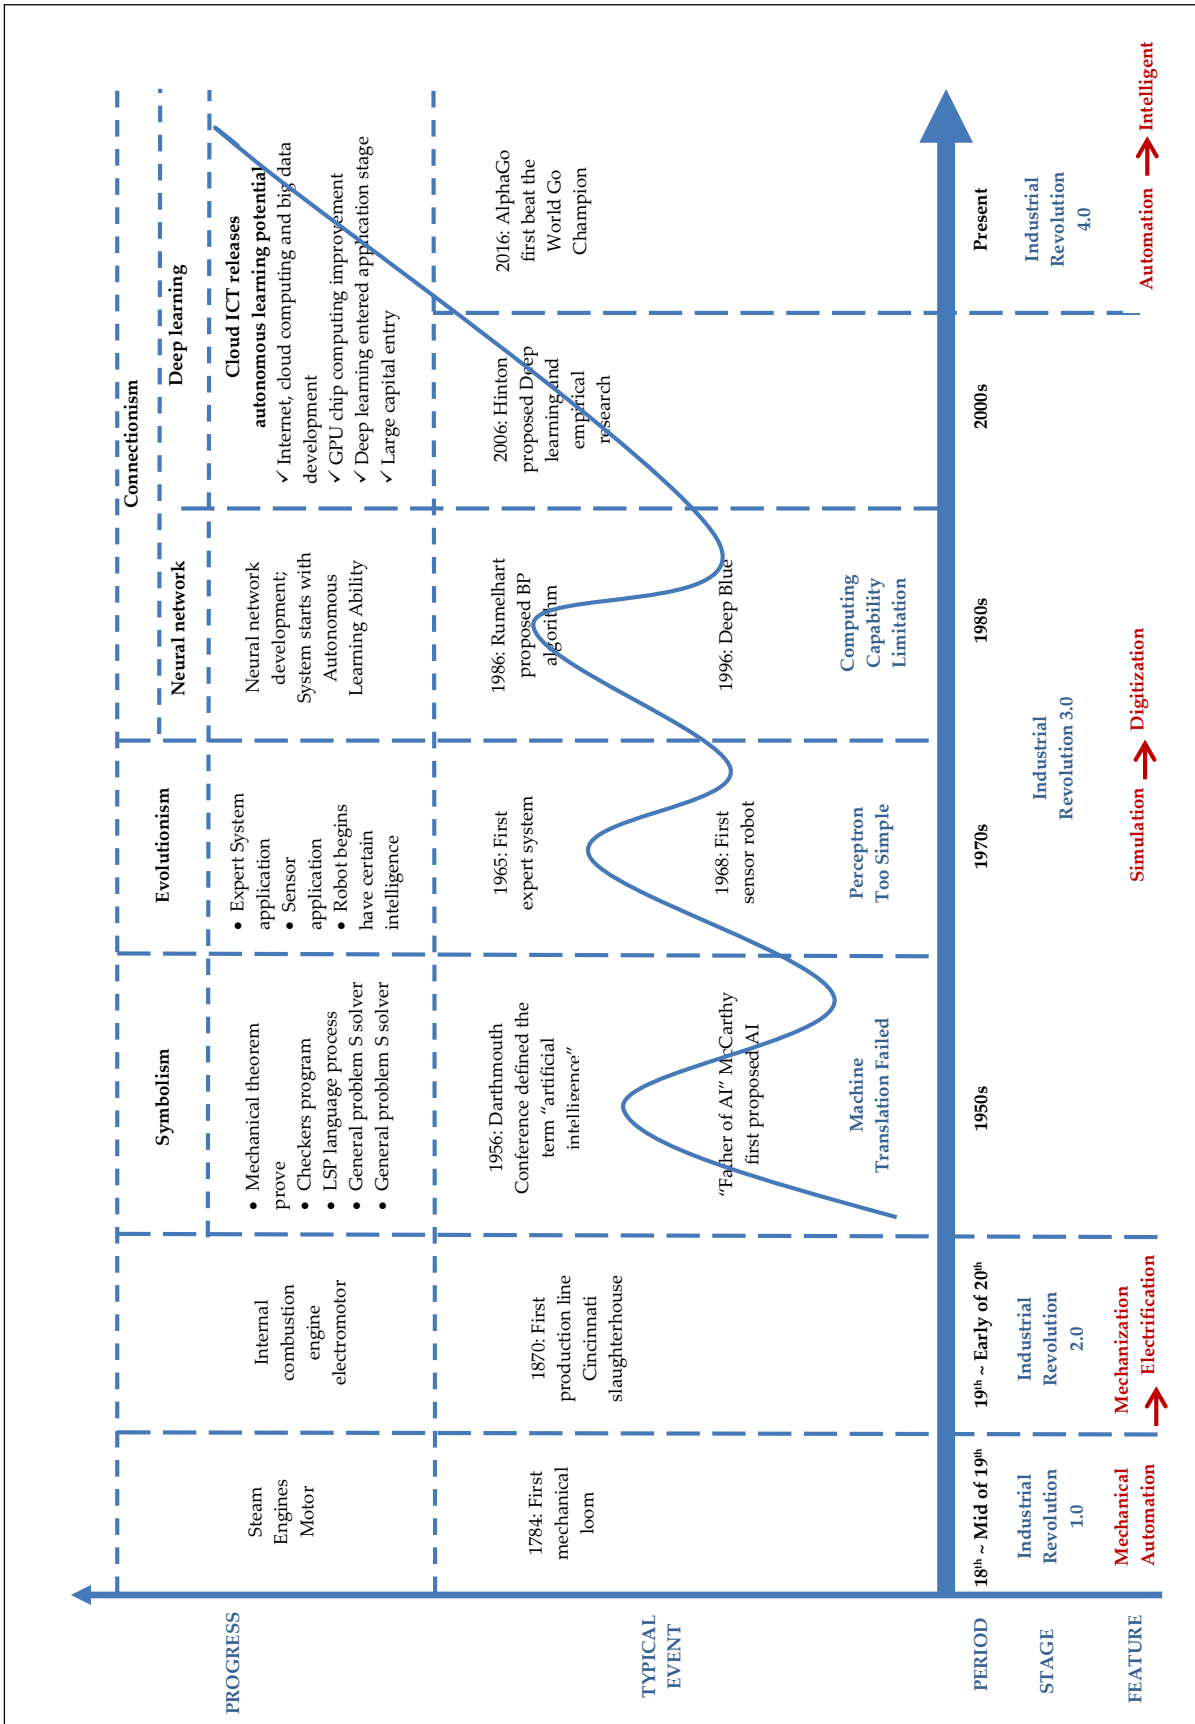 PROGRESS
Steam
Engines
Motor
Internal
combustion
engine
electromotor
Symbolism
• Mechanical theorem
prove
• Checkers program
• LSP language process
• General problem S solver
• General problem S solver
Evolutionism
• Expert System
application
• Sensor
application
• Robot begins
have certain
intelligence
Connectionism
Neural network
Neural network
development;
System starts with
Autonomous
Learning Ability
Deep learning
Cloud ICT releases
autonomous learning potential
✓ Internet, cloud computing and big data
development
✓ GPU chip computing improvement
✓ Deep learning entered application stage
✓ Large capital entry
TYPICAL
EVENT
1784: First
mechanical
loom
1870: First
production line
Cincinnati
slaughterhouse
1956: Darthmouth
Conference defined the
term “artificial
intelligence”
“Father of AI” McCarthy
first proposed AI
Machine
Translation Failed
1965: First
expert system
1968: First
sensor robot
Perceptron
Too Simple
1986: Rumelhart
proposed BP
algorithm
1996: Deep Blue
Computing
Capability
Limitation
2006: Hinton
proposed Deep
learning and
empirical
research
2016: AlphaGo
first beat the
World Go
Champion
PERIOD
18th ~ Mid of 19th
19th ~ Early of 20th
1950s
1970s
1980s
2000s
Present
STAGE
Industrial
Revolution
1.0
Industrial
Revolution
2.0
Industrial
Revolution 3.0
Industrial
Revolution
4.0
FEATURE
Mechanical
Automation
Mechanization
Electrification
Simulation
Digitization
Automation
Intelligent